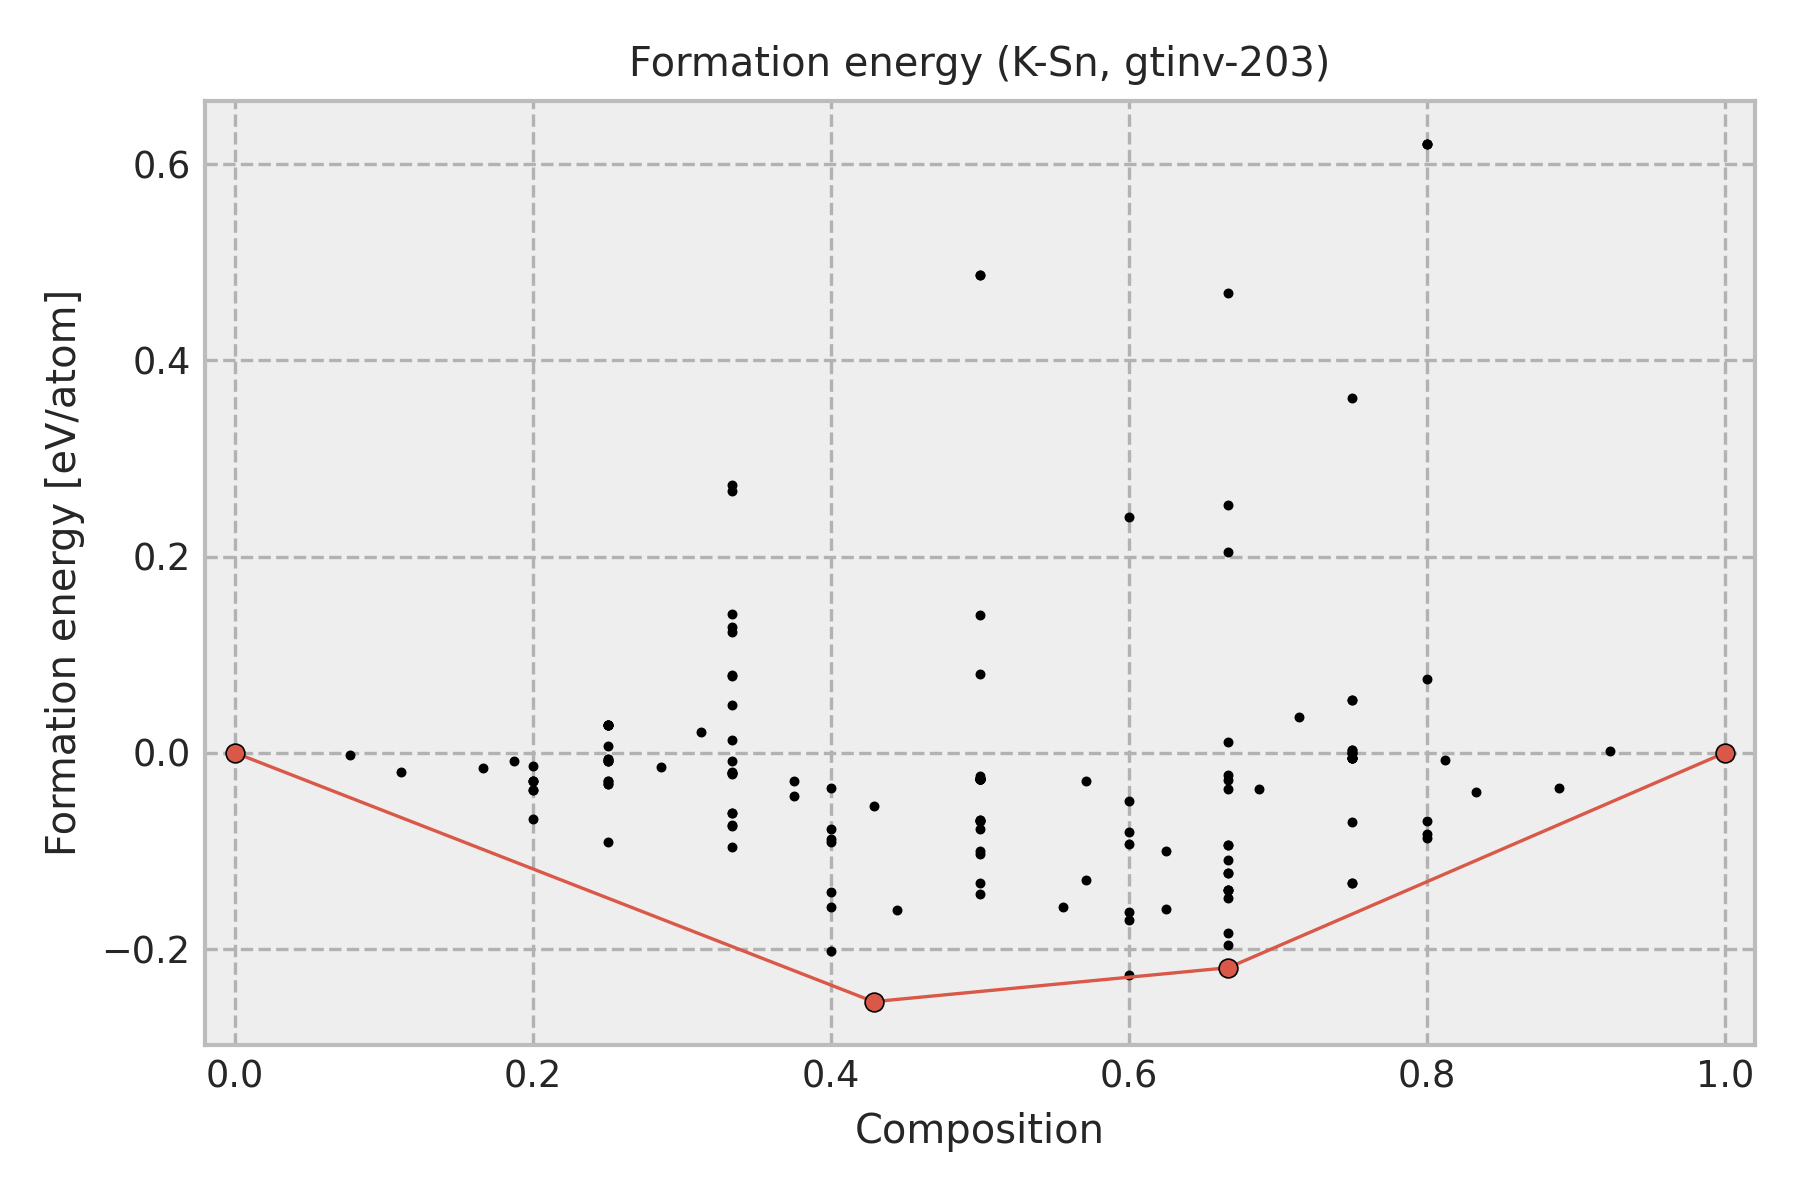 Formation energy (K-Sn, gtinv-203)
Formation energy [eV/atom]
0.6
0.4
0.2
0.0
−0.2
0.0 0.2 0.4 0.6 0.8 1.0
Composition